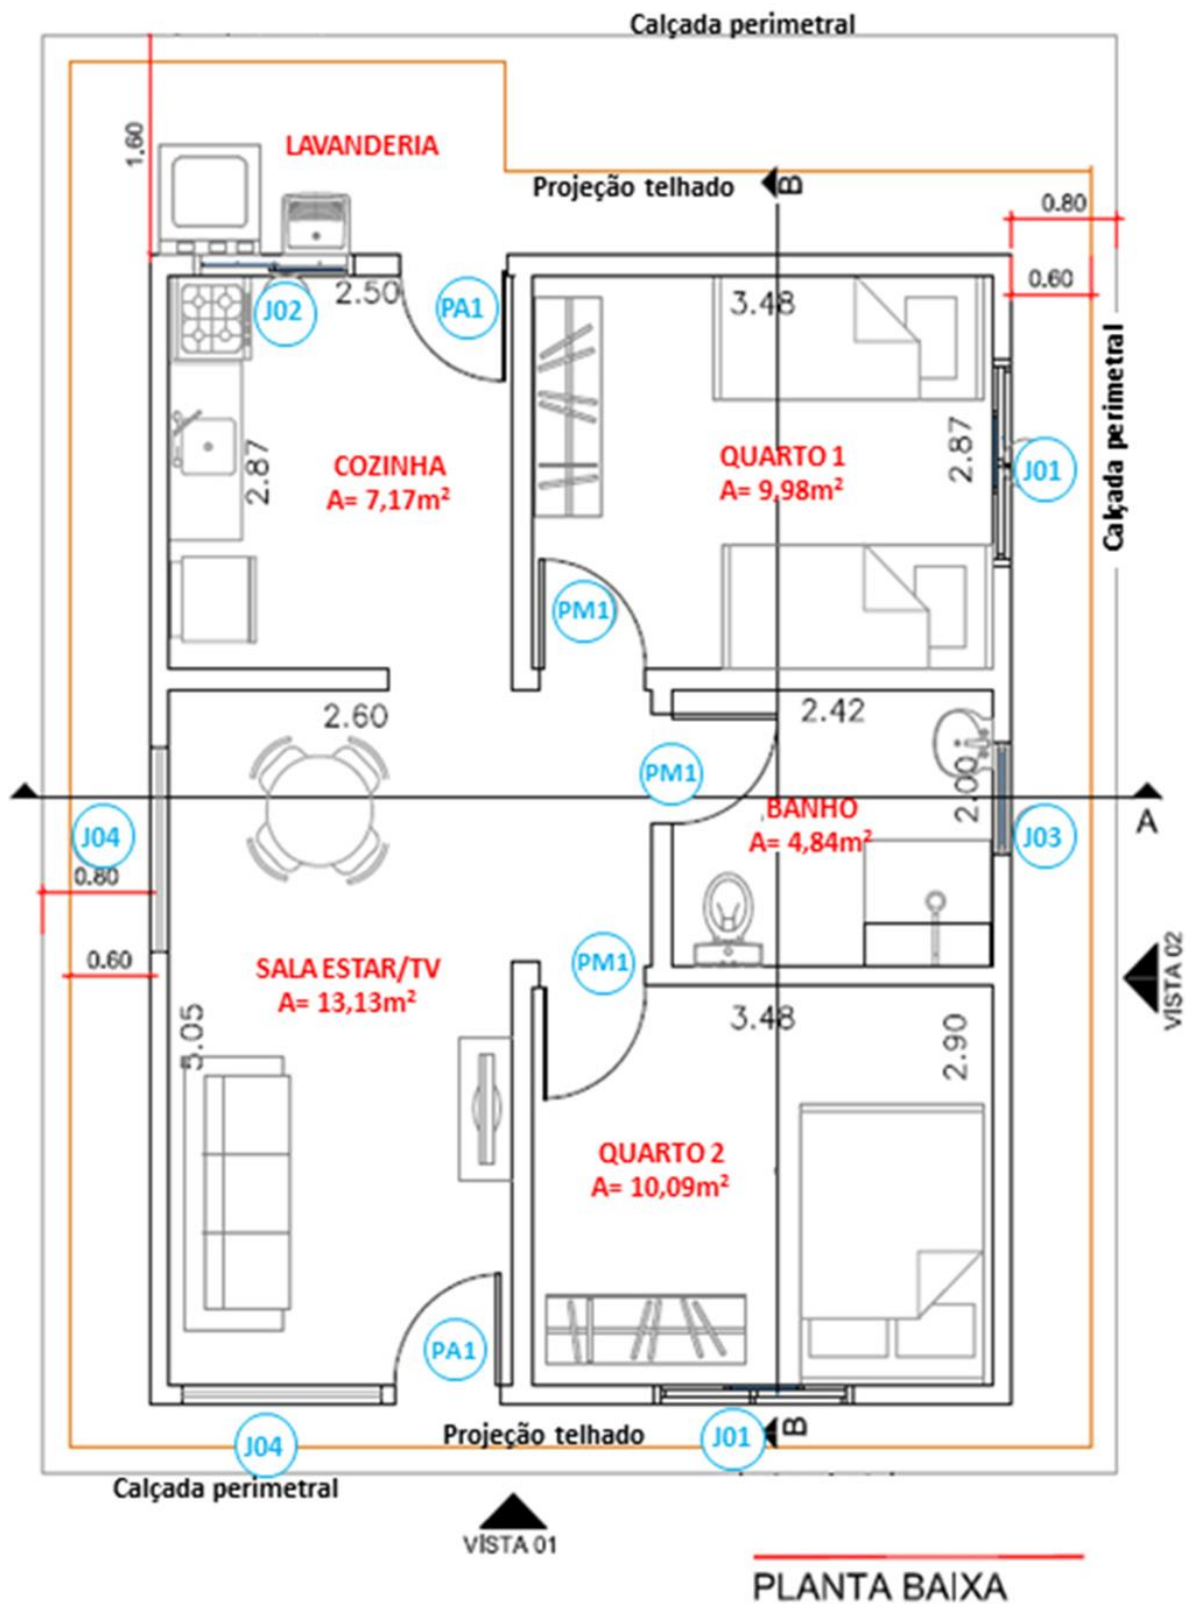 Calçada perimetral
1.60
LAVANDERIA
Projeção telhado
B
0.80
0.60
2.50
J02
PA1
3.48
Calçada perimetral
2.87
COZINHA
A= 7,17m²
QUARTO 1
A= 9,98m²
2.87
J01
PM1
2.60
2.42
PM1
2.00
BANHO
A= 4,84m²
J04
J03
A
0.80
0.60
SALA ESTAR/TV
A= 13,13m²
PM1
VISTA 02
5.05
3.48
2.90
QUARTO 2
A= 10,09m²
PA1
J04
Projeção telhado
J01
B
Calçada perimetral
VISTA 01
PLANTA BAIXA